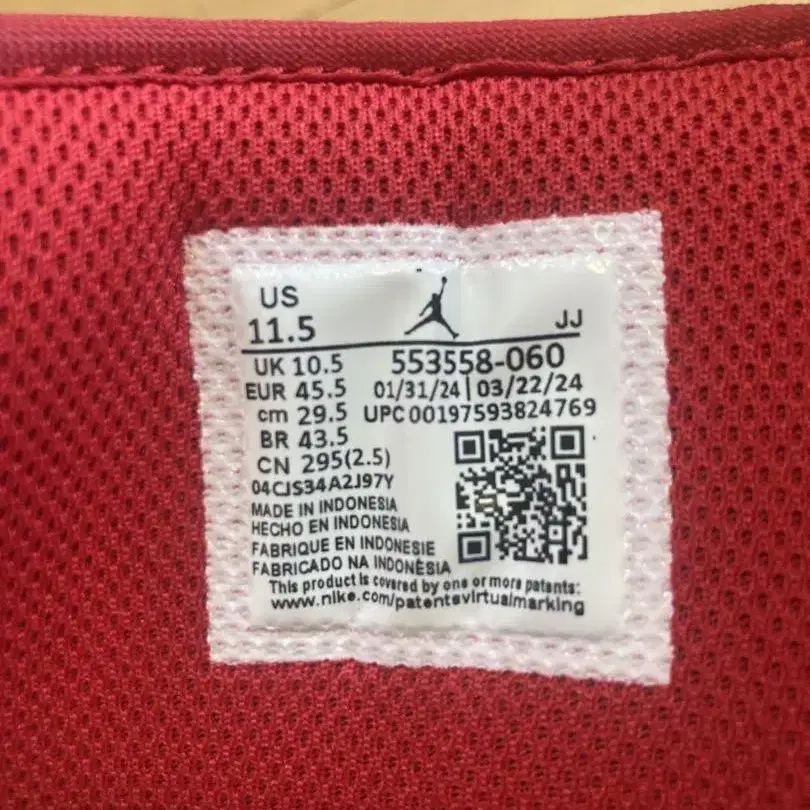 US
11.5 JJ
UK 10.5 553558-060
EUR 45.5 01/31/24 | 03/22/24
cm 29.5 UPC 00197593824769
BR 43.5
CN 295(2.5)
04CJS34A2J97Y
MADE IN INDONESIA
HECHO EN INDONESIA
FABRIQUE EN INDONESIE
FABRICADO NA INDONÈSIA
This product is covered by one or more patents:
www.nike.com/patentsvirtualmarking